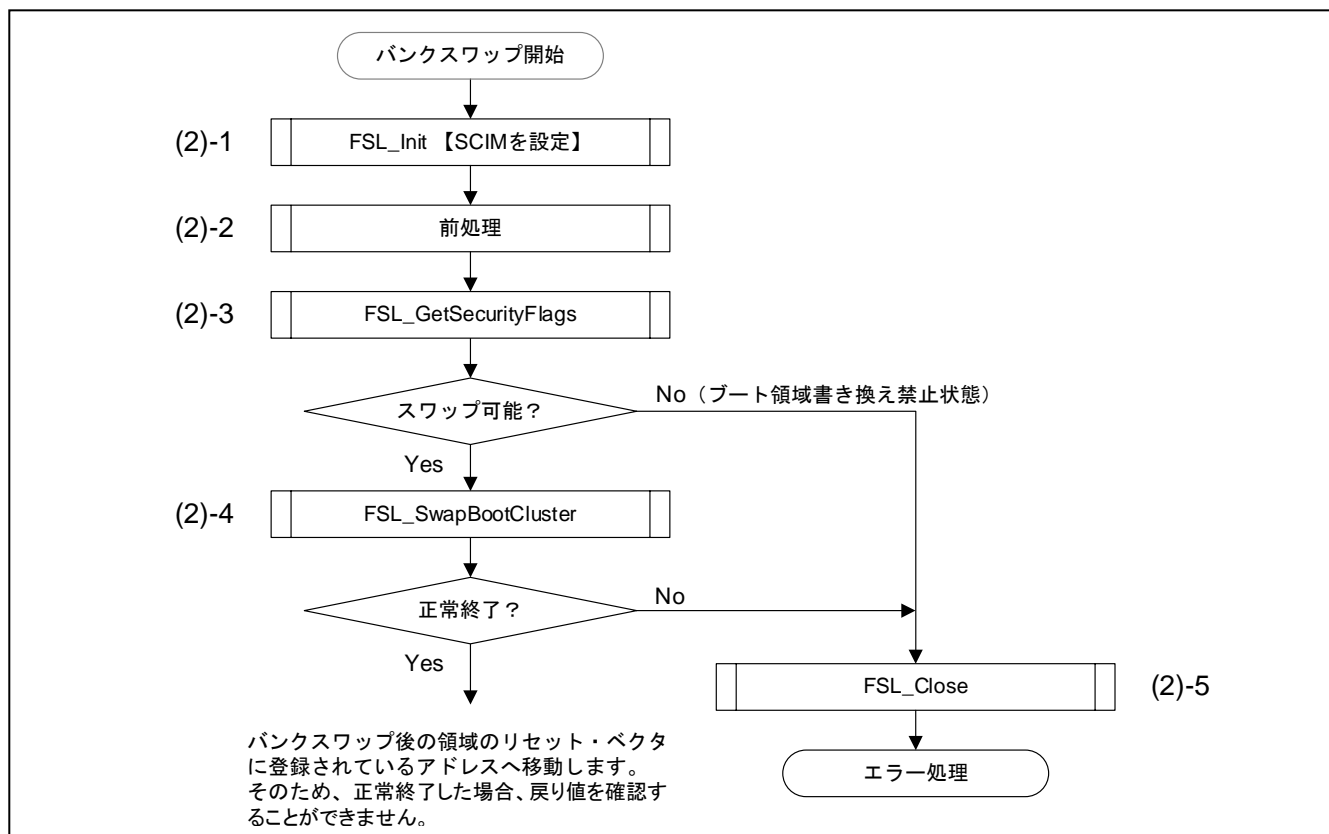 バンクスワップ開始
(2)-1
FSL_Init 【SCIMを設定】
(2)-2
前処理
(2)-3
FSL_GetSecurityFlags
スワップ可能？
No（ブート領域書き換え禁止状態）
Yes
(2)-4
FSL_SwapBootCluster
正常終了？
No
Yes
FSL_Close
(2)-5
バンクスワップ後の領域のリセット・ベクタ
に登録されているアドレスへ移動します。
そのため、正常終了した場合、戻り値を確認す
ることができません。
エラー処理